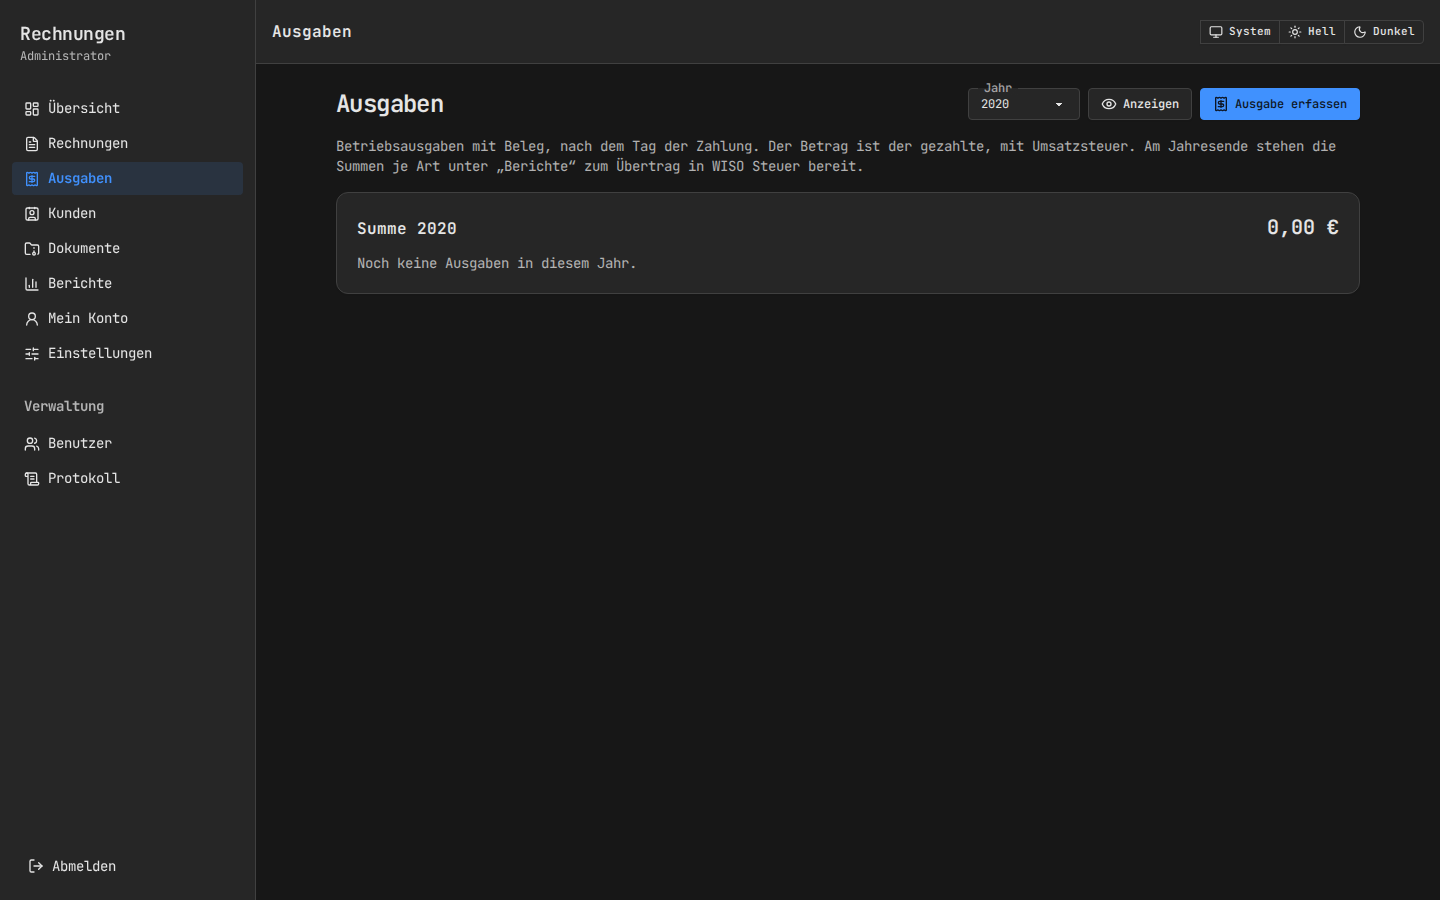 Rechnungen
Administrator
Übersicht
Rechnungen
Ausgaben
Kunden
Dokumente
Berichte
Mein Konto
Einstellungen
Verwaltung
Benutzer
Protokoll
Abmelden
Ausgaben
System
Hell
Dunkel
Ausgaben
Jahr
2020
Anzeigen
Ausgabe erfassen
Betriebsausgaben mit Beleg, nach dem Tag der Zahlung. Der Betrag ist der gezahlte, mit Umsatzsteuer. Am Jahresende stehen die
Summen je Art unter „Berichte“ zum Übertrag in WISO Steuer bereit.
Summe 2020
0,00 €
Noch keine Ausgaben in diesem Jahr.